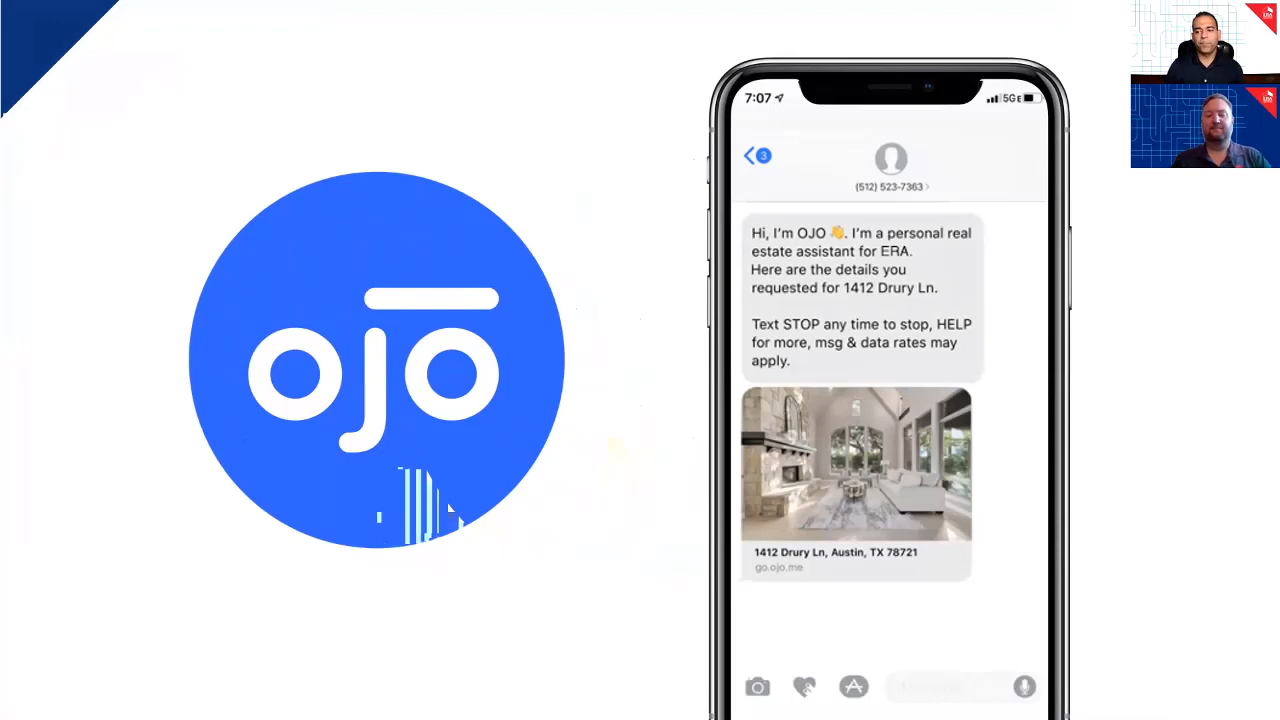 ojo
7:07
5GE
3
(512) 523-7363
Hi, I'm OJO 👋. I'm a personal real
estate assistant for ERA.
Here are the details you
requested for 1412 Drury Ln.
Text STOP any time to stop, HELP
for more, msg & data rates may
apply.
1412 Drury Ln, Austin, TX 78721
go.ojo.me